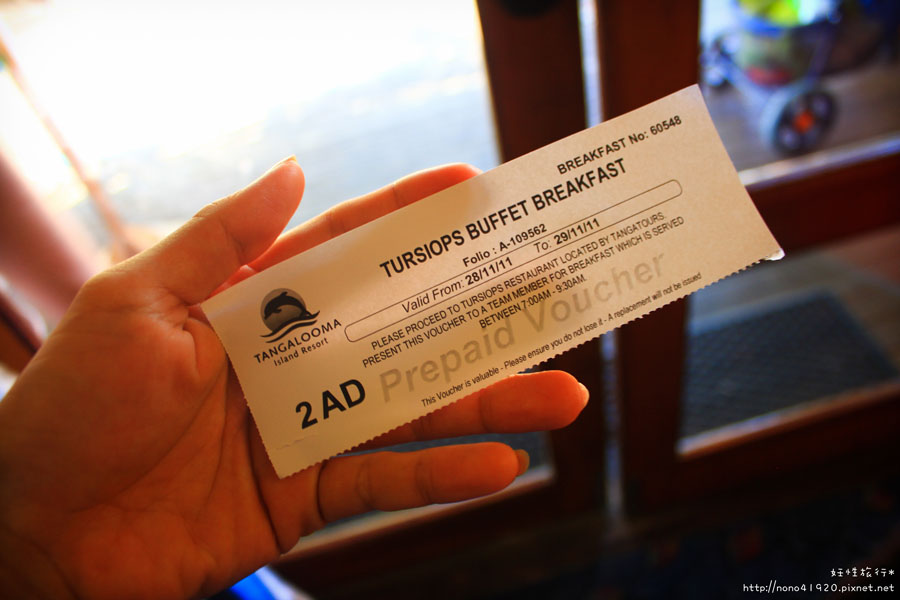 BREAKFAST No: 60548
TURSIOPS BUFFET BREAKFAST
Folio : A-109562
Valid From: 28/11/11 To: 29/11/11
PLEASE PROCEED TO TURSIOPS RESTAURANT LOCATED BY TANGATOURS.
PRESENT THIS VOUCHER TO A TEAM MEMBER FOR BREAKFAST WHICH IS SERVED
BETWEEN 7:00AM - 9:30AM.
TANGALOOMA
Island Resort
2 AD Prepaid Voucher
This Voucher is valuable - Please ensure you do not lose it - A replacement will not be issued
妊性旅行*
http://nono41920.pixnet.net